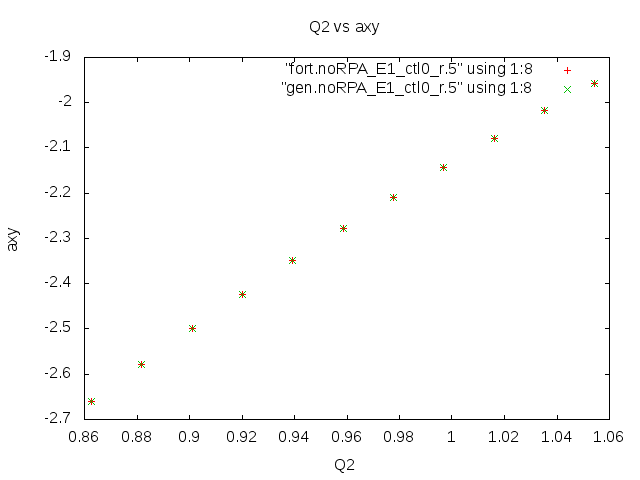 Q2 vs axy
"fort.noRPA_E1_ctl0_r.5" using 1:8
"gen.noRPA_E1_ctl0_r.5" using 1:8
-1.9
-2
-2.1
-2.2
-2.3
-2.4
-2.5
-2.6
-2.7
axy
0.86 0.88 0.9 0.92 0.94 0.96 0.98 1 1.02 1.04 1.06
Q2